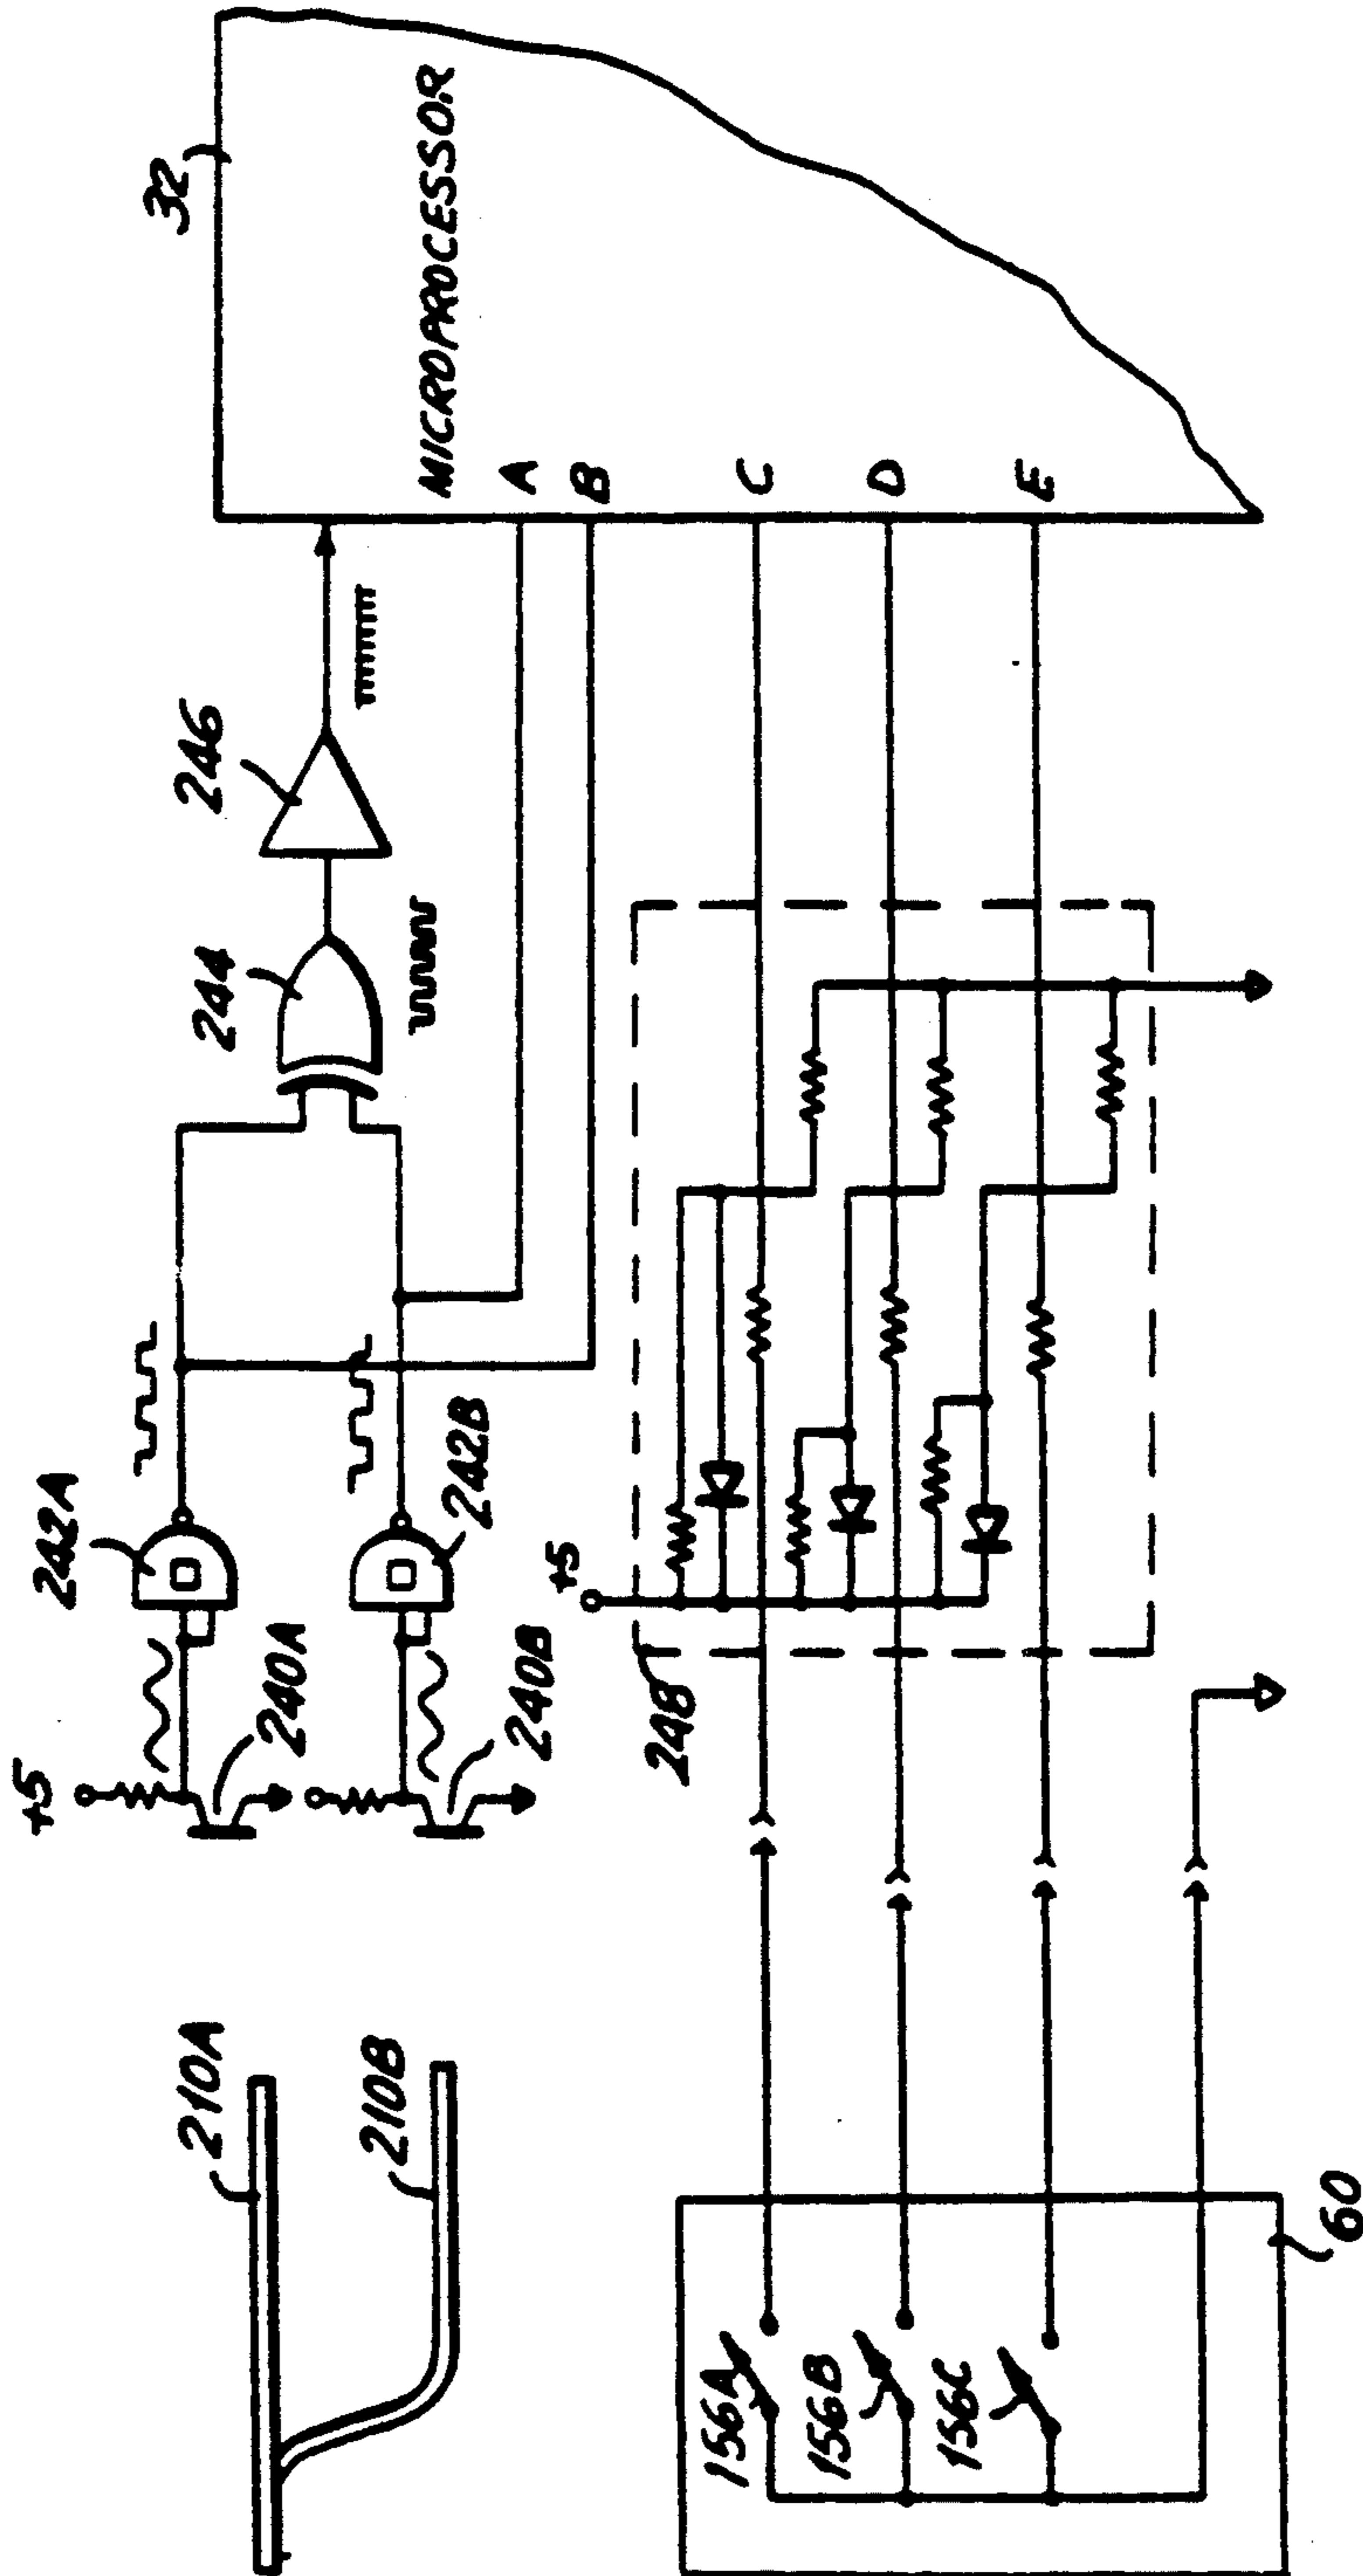 210A
210B
+5
240A
240B
242A
242B
244
246
32
MICROPROCESSOR
A
B
C
D
E
+5
248
156A
156B
156C
60